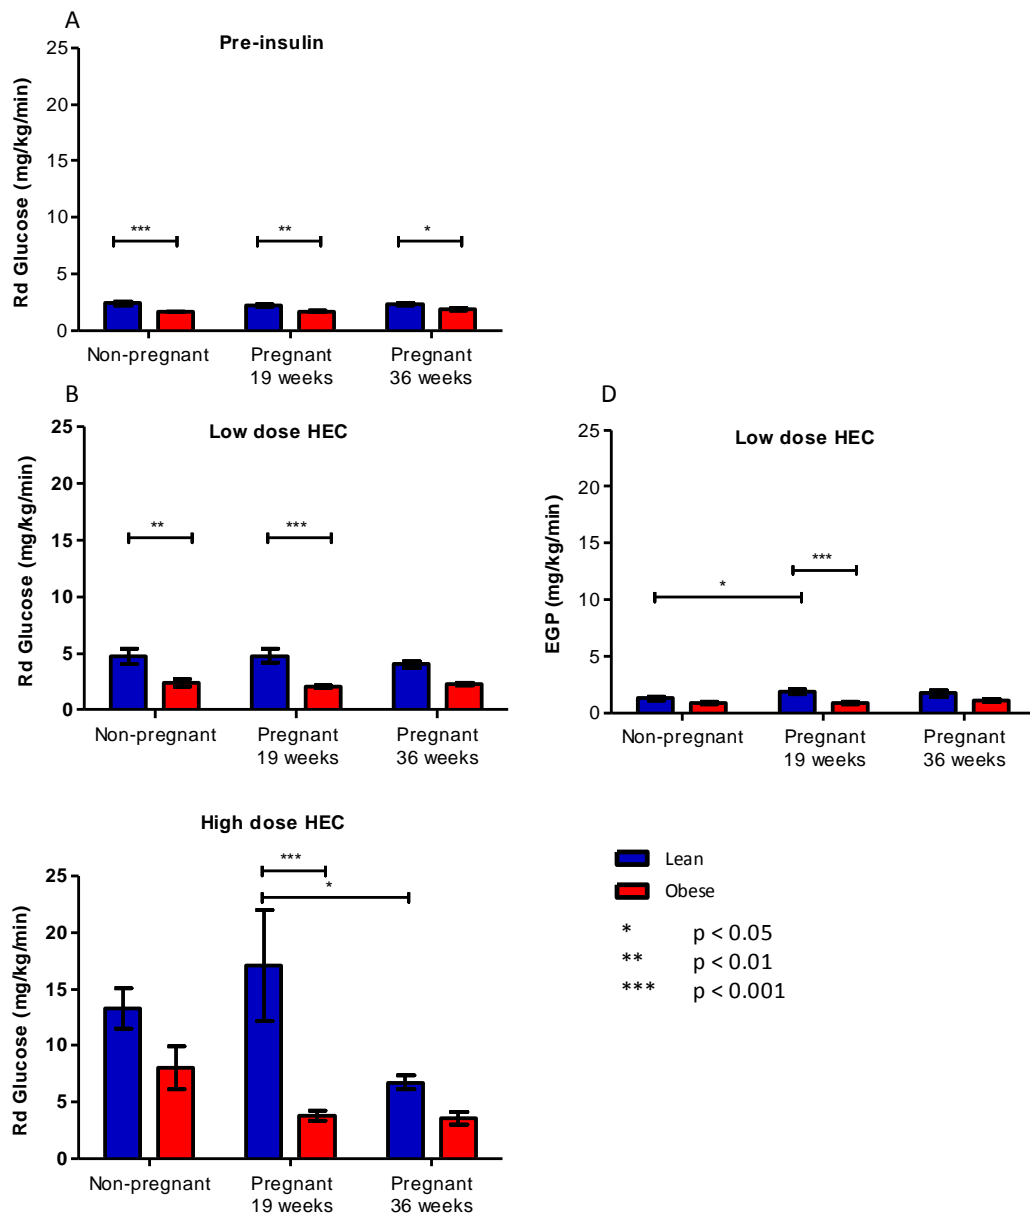 A
Pre-insulin
25
20
15
10
5
0
Rd Glucose (mg/kg/min)
***
**
*
Non-pregnant
Pregnant
19 weeks
Pregnant
36 weeks
B
Low dose HEC
25
20
15
10
5
0
Rd Glucose (mg/kg/min)
**
***
Non-pregnant
Pregnant
19 weeks
Pregnant
36 weeks
D
Low dose HEC
25
20
15
10
5
0
EGP (mg/kg/min)
*
***
Non-pregnant
Pregnant
19 weeks
Pregnant
36 weeks
High dose HEC
25
20
15
10
5
0
Rd Glucose (mg/kg/min)
***
*
Non-pregnant
Pregnant
19 weeks
Pregnant
36 weeks
Lean
Obese
* p < 0.05
** p < 0.01
*** p < 0.001